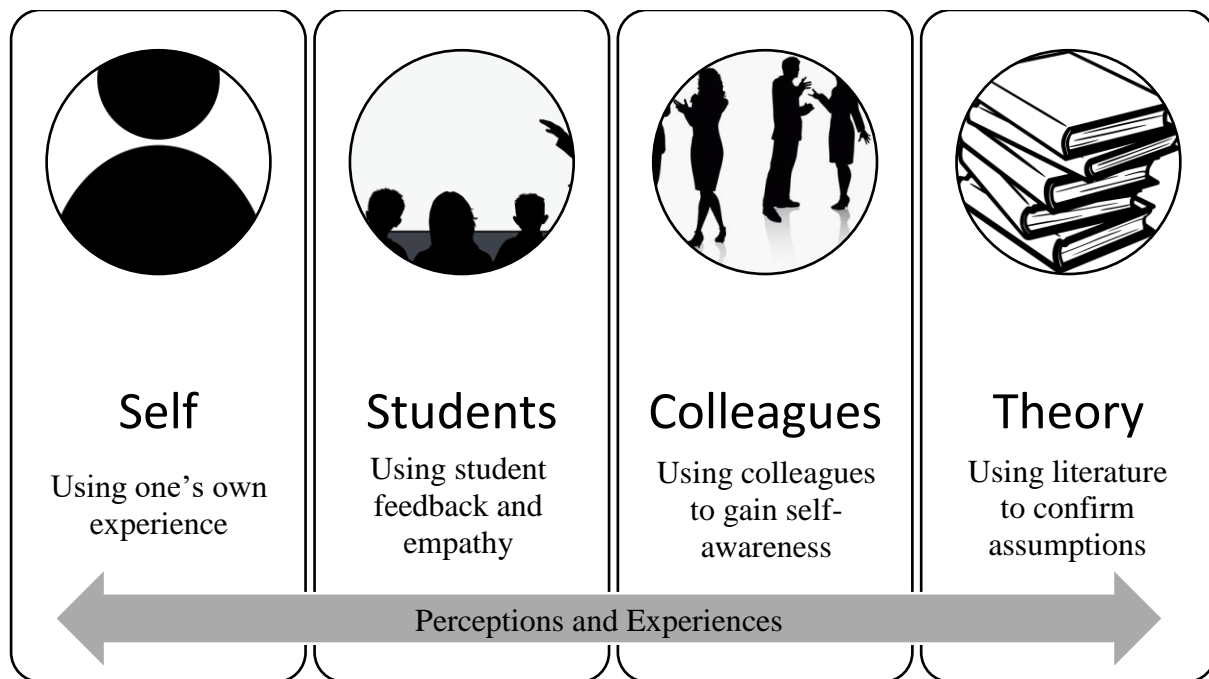 Self
Using one’s own
experience
Students
Using student
feedback and
empathy
Colleagues
Using colleagues
to gain self-
awareness
Theory
Using literature
to confirm
assumptions
Perceptions and Experiences